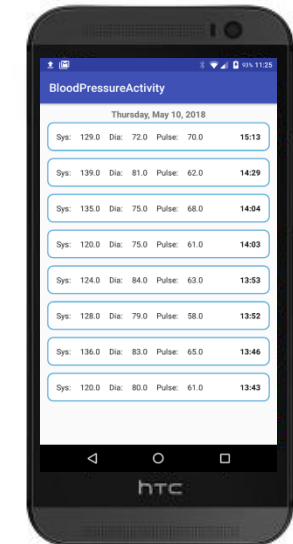 93% 11:25
BloodPressureActivity
Thursday, May 10, 2018
Sys: 129.0 Dia: 72.0 Pulse: 70.0 15:13
Sys: 139.0 Dia: 81.0 Pulse: 62.0 14:29
Sys: 135.0 Dia: 75.0 Pulse: 68.0 14:04
Sys: 120.0 Dia: 75.0 Pulse: 61.0 14:03
Sys: 124.0 Dia: 84.0 Pulse: 63.0 13:53
Sys: 128.0 Dia: 79.0 Pulse: 58.0 13:52
Sys: 136.0 Dia: 83.0 Pulse: 65.0 13:46
Sys: 120.0 Dia: 80.0 Pulse: 61.0 13:43
hTC